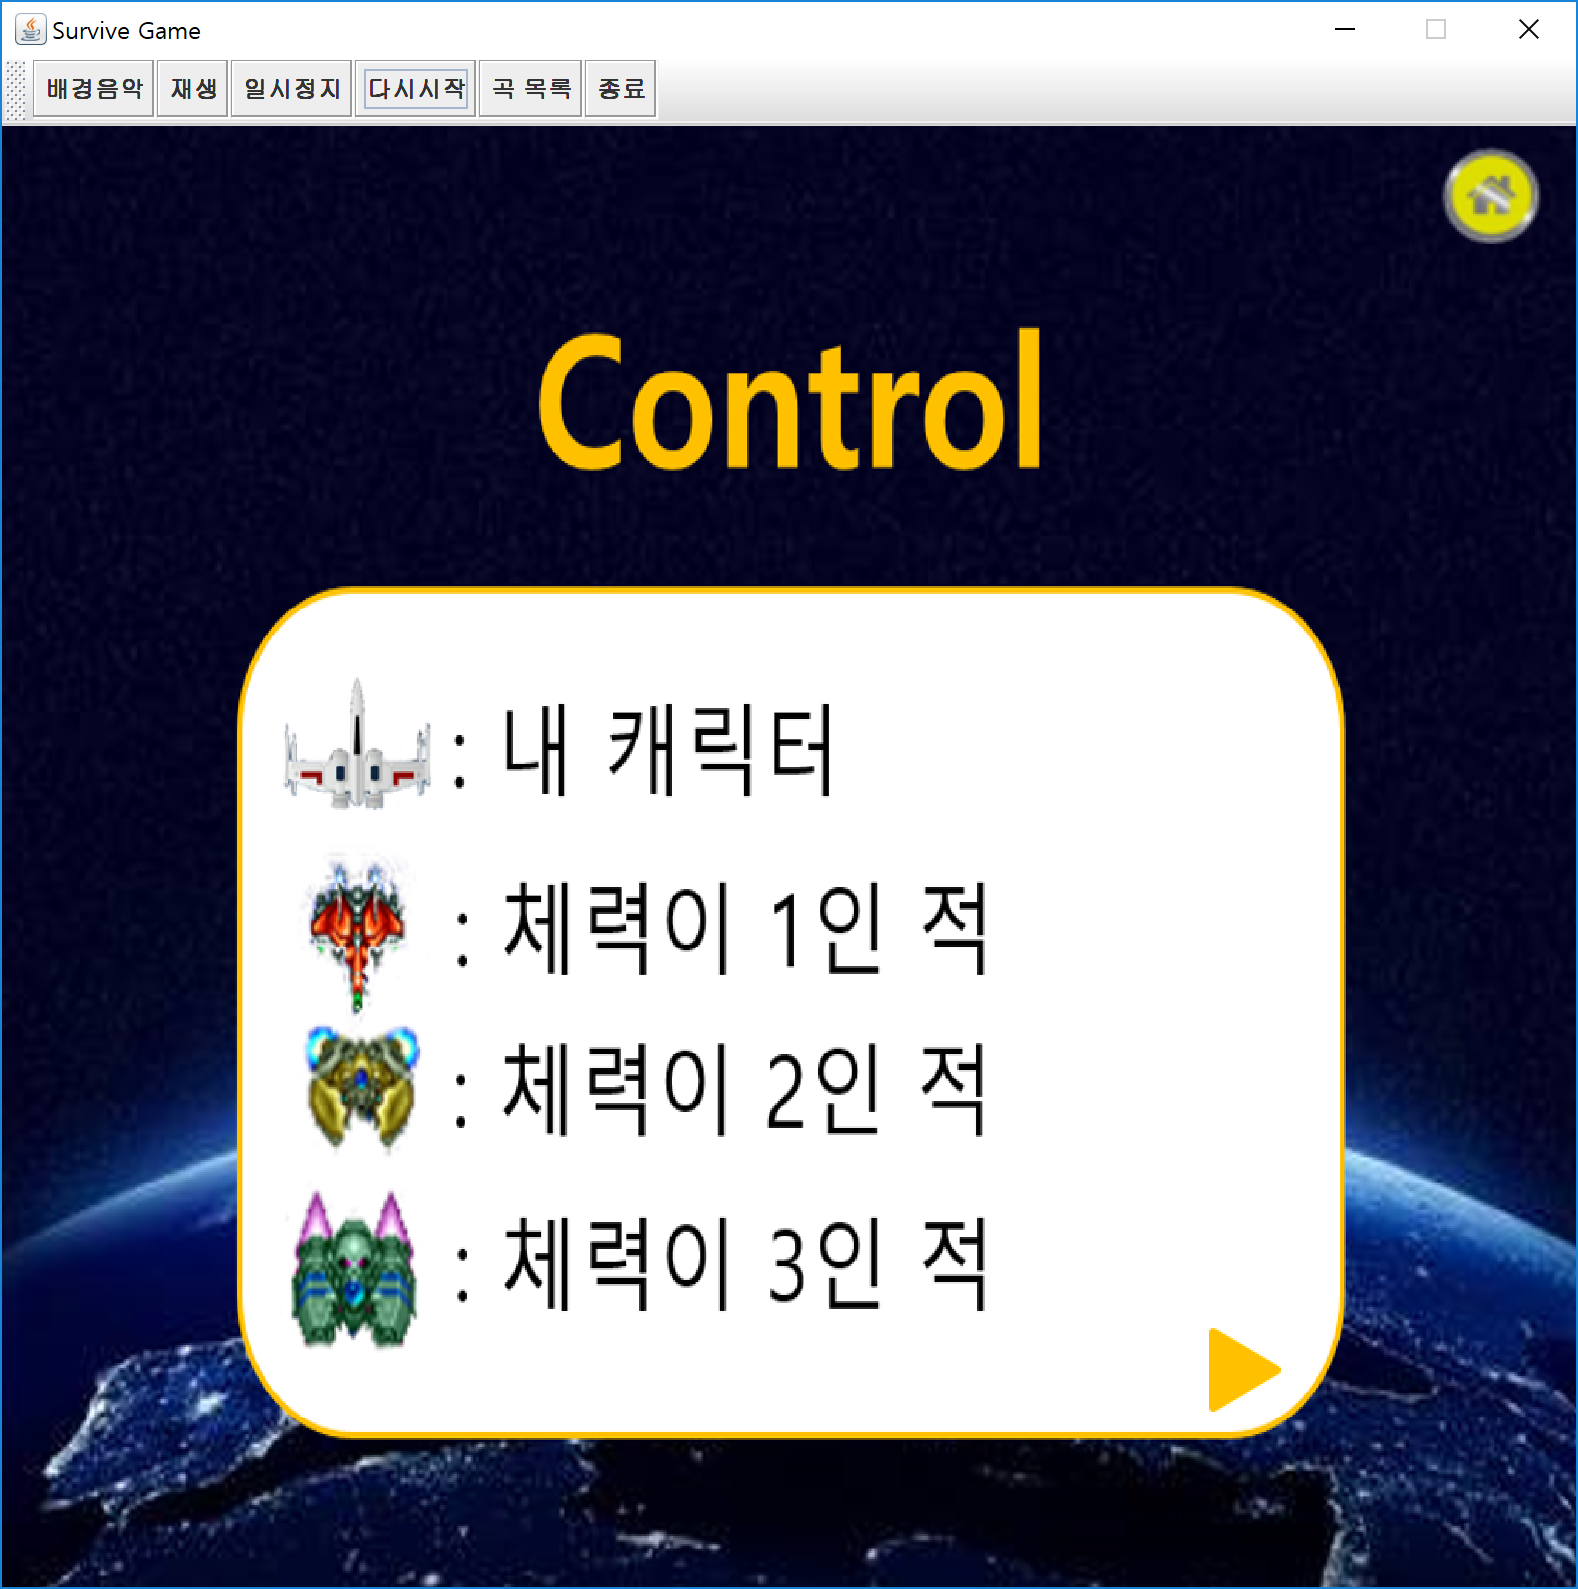 Survive Game
배경음악 재생 일시정지 다시시작 곡 목록 종료
Control
: 내 캐릭터
: 체력이 1인 적
: 체력이 2인 적
: 체력이 3인 적